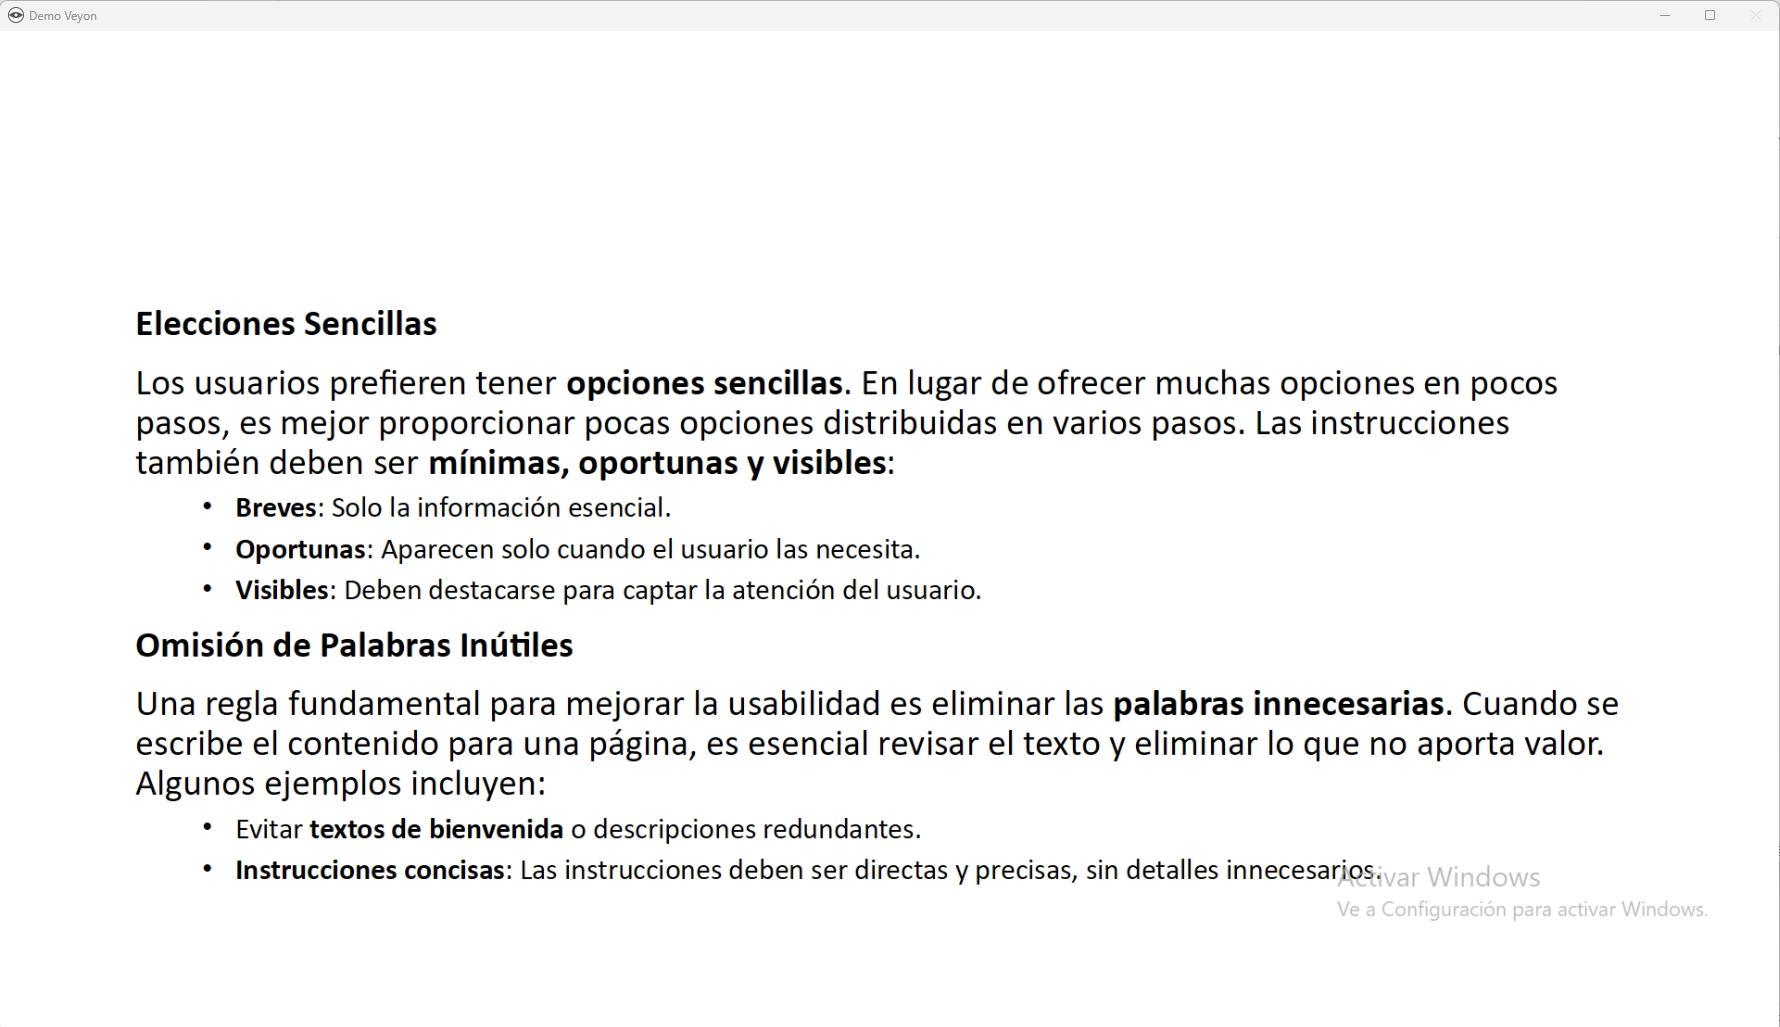 Demo Veyon
Elecciones Sencillas
Los usuarios prefieren tener opciones sencillas. En lugar de ofrecer muchas opciones en pocos
pasos, es mejor proporcionar pocas opciones distribuidas en varios pasos. Las instrucciones
también deben ser mínimas, oportunas y visibles:
• Breves: Solo la información esencial.
• Oportunas: Aparecen solo cuando el usuario las necesita.
• Visibles: Deben destacarse para captar la atención del usuario.
Omisión de Palabras Inútiles
Una regla fundamental para mejorar la usabilidad es eliminar las palabras innecesarias. Cuando se
escribe el contenido para una página, es esencial revisar el texto y eliminar lo que no aporta valor.
Algunos ejemplos incluyen:
• Evitar textos de bienvenida o descripciones redundantes.
• Instrucciones concisas: Las instrucciones deben ser directas y precisas, sin detalles innecesarios.
Activar Windows
Ve a Configuración para activar Windows.